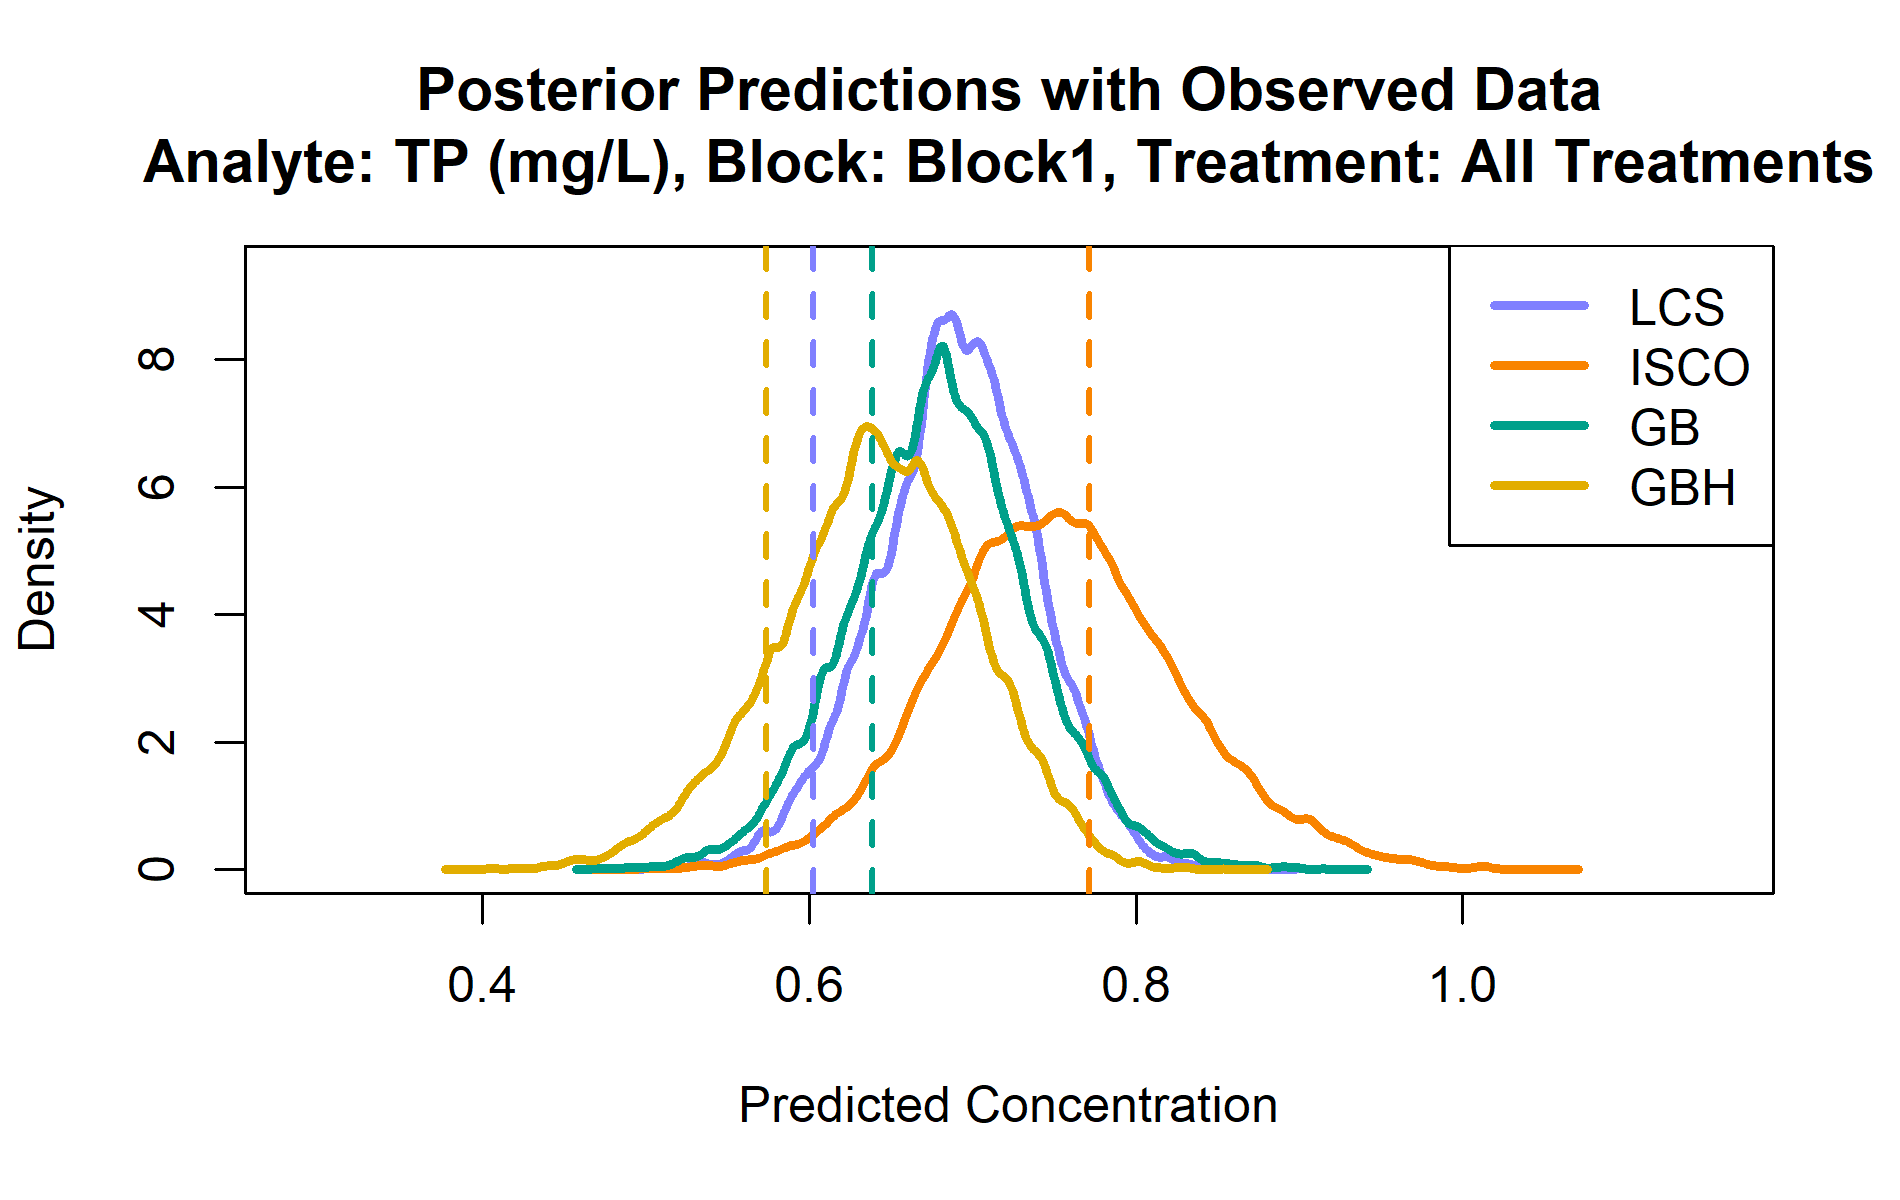 Posterior Predictions with Observed Data
Analyte: TP (mg/L), Block: Block1, Treatment: All Treatments
LCS
ISCO
GB
GBH
Density
8
6
4
2
0
0.4
0.6
0.8
1.0
Predicted Concentration